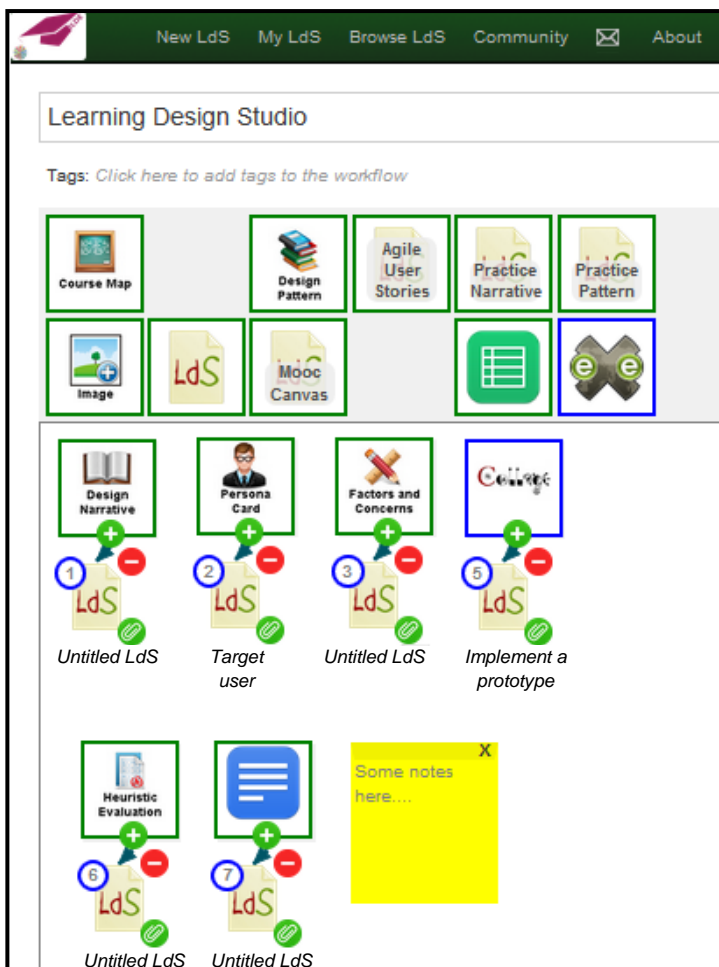 LdS
New LdS My LdS Browse LdS Community About
Learning Design Studio
Tags: Click here to add tags to the workflow
Course Map
Design
Pattern
Agile
User
Stories
Practice
Narrative
Practice
Pattern
Image
LdS
Mooc
Canvas
e e
Design
Narrative
Persona
Card
Factors and
Concerns
Collage
1
LdS
2
LdS
3
LdS
5
LdS
Untitled LdS
Target
user
Untitled LdS
Implement a
prototype
Heuristic
Evaluation
X
Some notes
here....
6
LdS
7
LdS
Untitled LdS
Untitled LdS